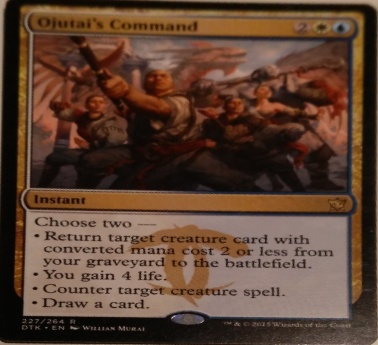 Ojutai's Command 2
Instant
Choose two —
• Return target creature card with
converted mana cost 2 or less from
your graveyard to the battlefield.
• You gain 4 life.
• Counter target creature spell.
• Draw a card.
227/264 R
DTK • EN Willian Murai
™ & © 2015 Wizards of the Coast